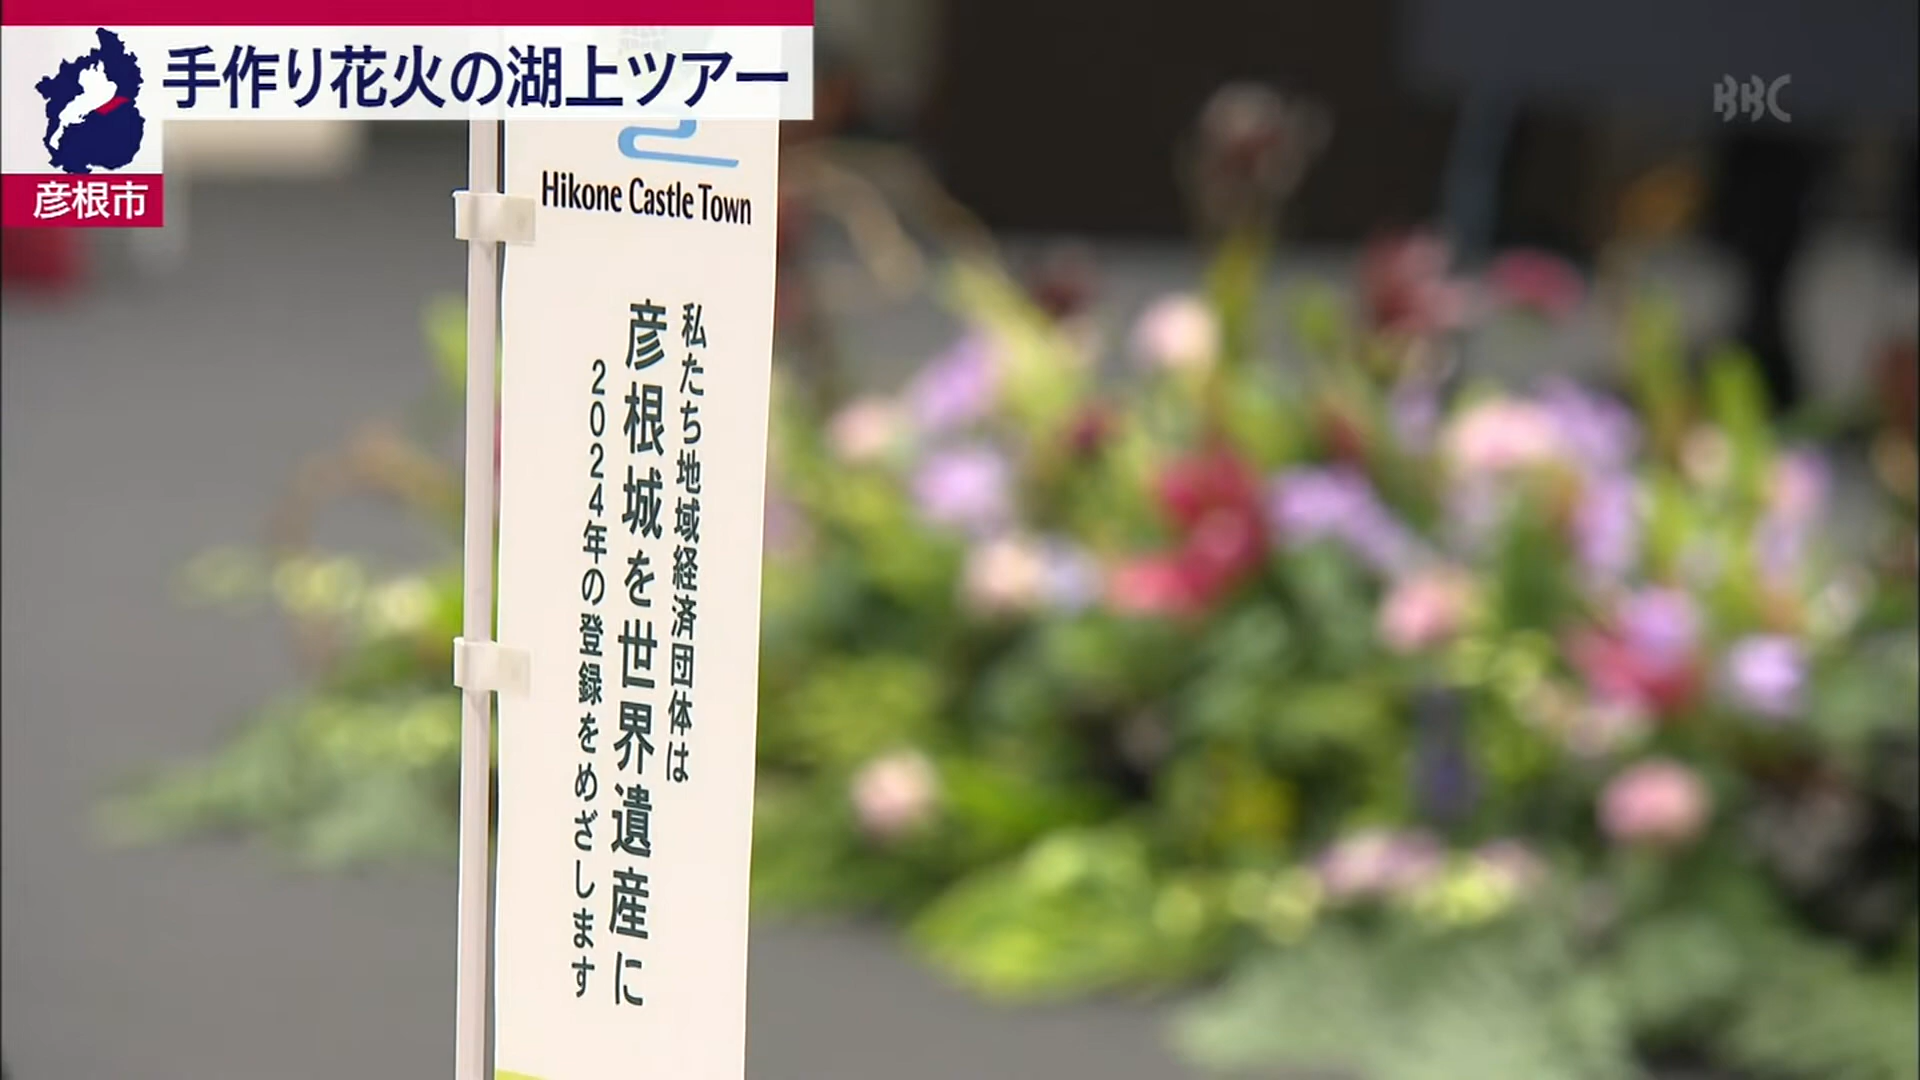 手作り花火の湖上ツアー
彦根市
BBC
Hikone Castle Town
私たち地域経済団体は
彦根城を世界遺産に
2024年の登録をめざします